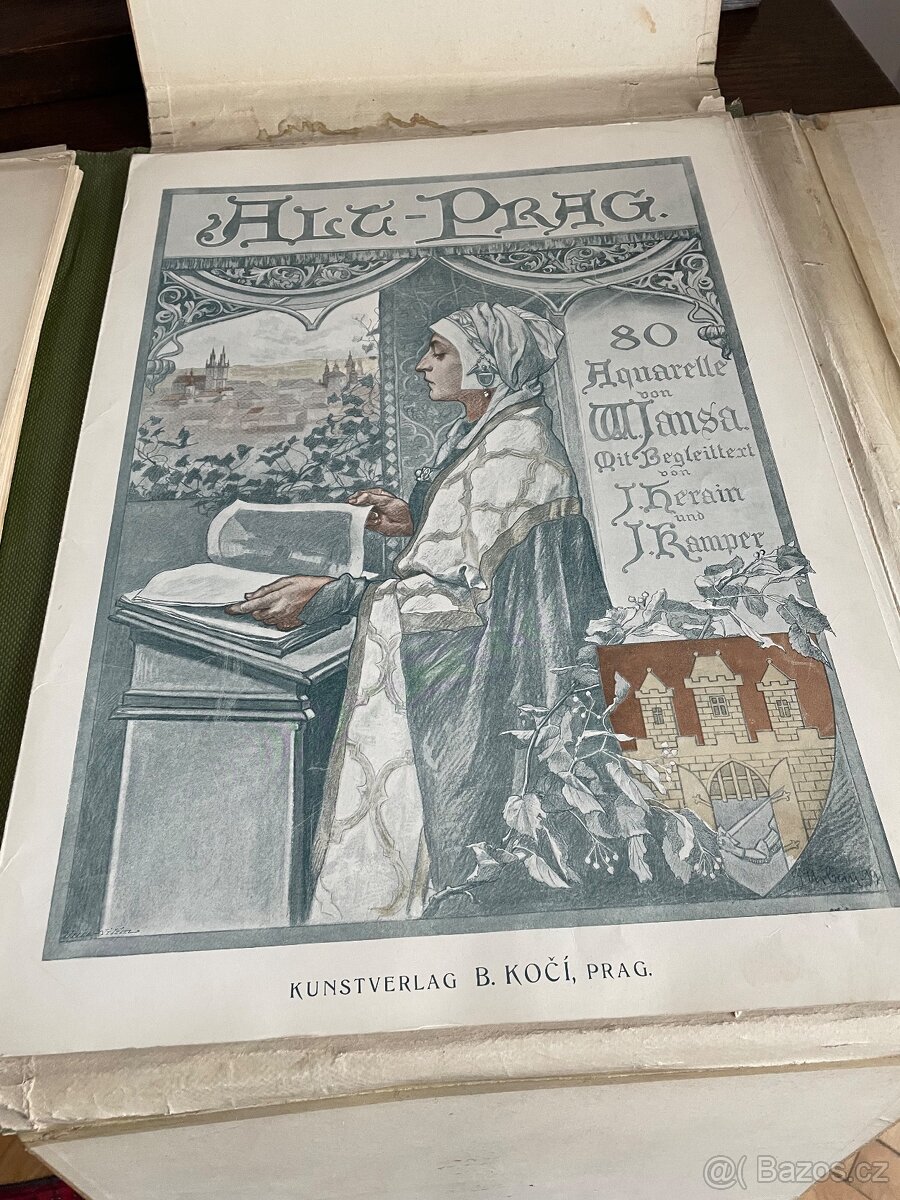 ALT-PRAG.
80
Aquarelle
von
W. Jansa.
Mit Begleittext
von
J. Herain
und
J. Kamper
KUNSTVERLAG B. KOČÍ, PRAG.
@( Bazos.cz